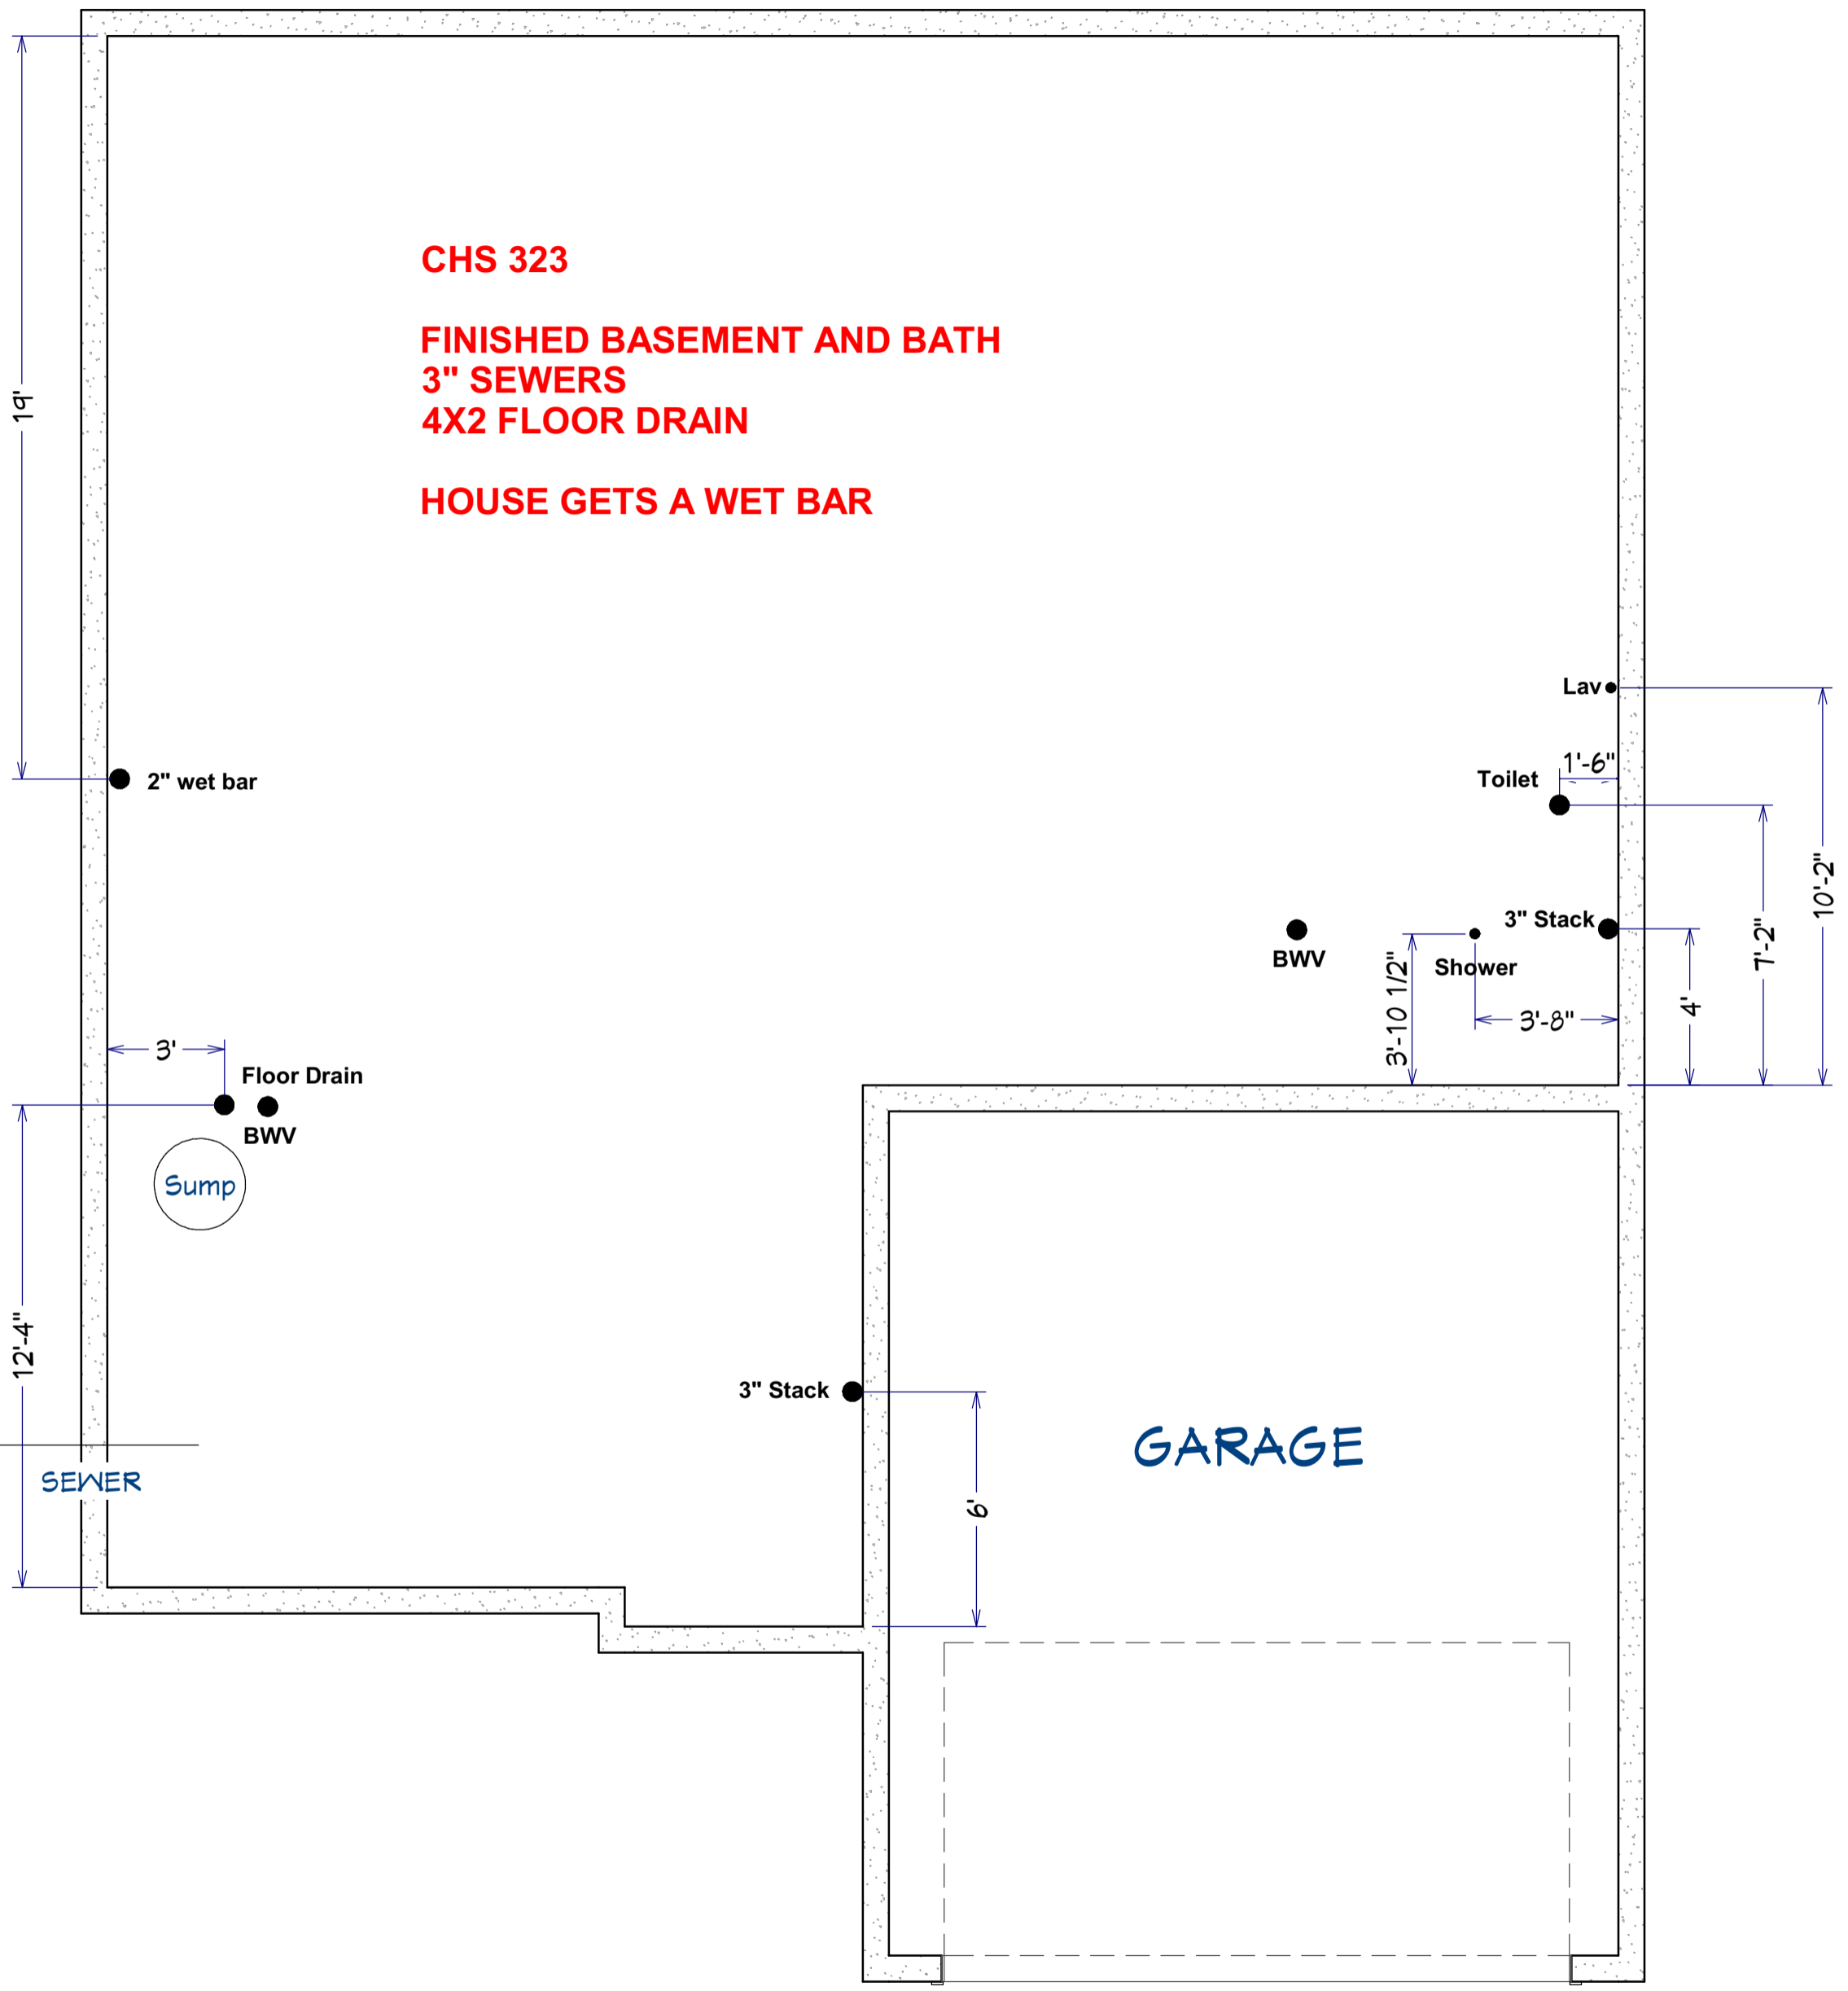 CHS 323
FINISHED BASEMENT AND BATH
3" SEWERS
4X2 FLOOR DRAIN
HOUSE GETS A WET BAR
19'
Lav
1'-6"
Toilet
2" wet bar
10'-2"
7'-2"
3" Stack
BWV
Shower
3'-10 1/2"
3'-8"
4'
3'
Floor Drain
BWV
Sump
12'-4"
3" Stack
GARAGE
SEWER
6'